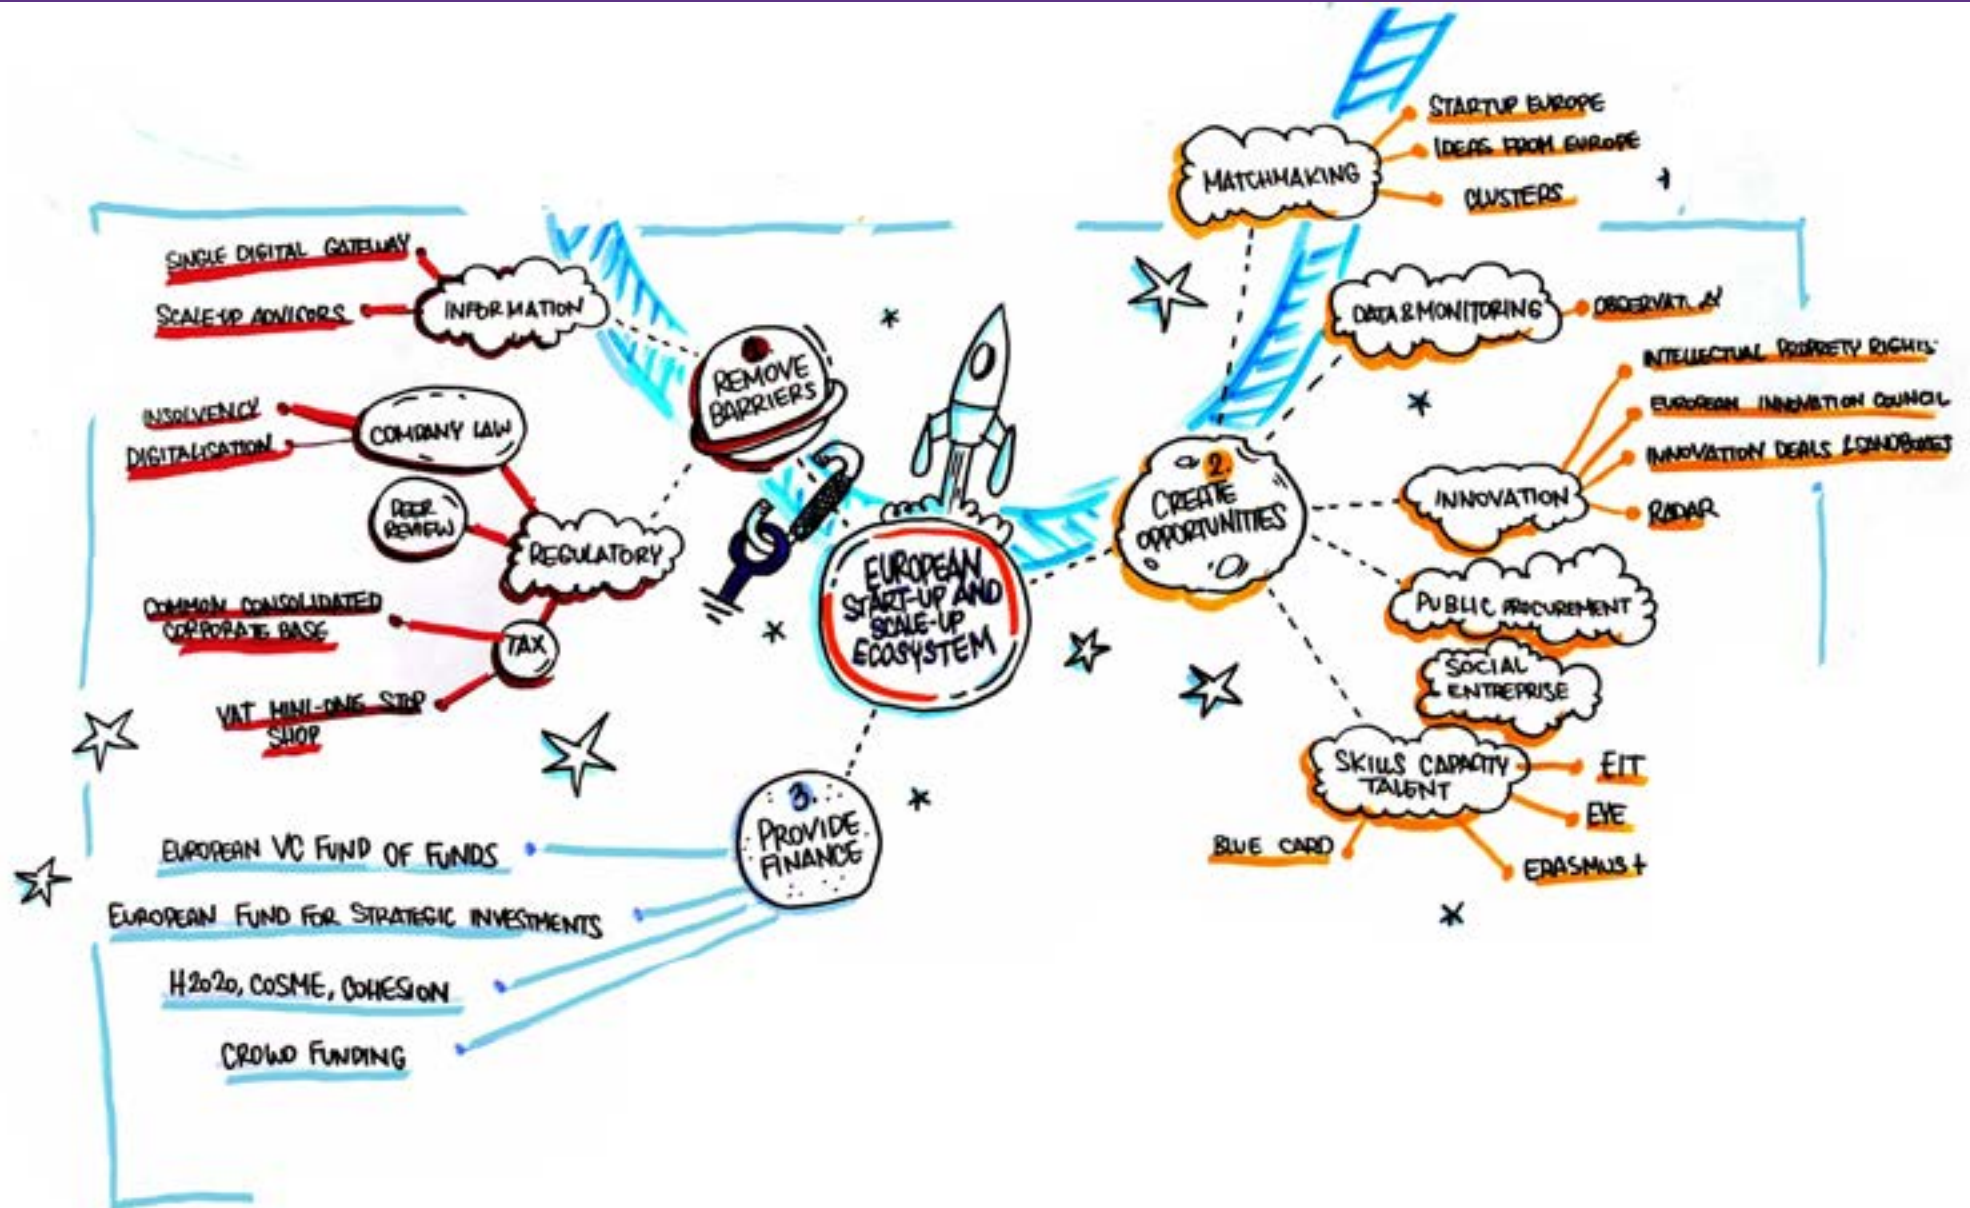 SINGLE DIGITAL GATEWAY
SCALE-UP ADVISORS
INFORMATION
INSOLVENCY
DIGITALISATION
COMPANY LAW
PEER
REVIEW
REGULATORY
COMMON CONSOLIDATED
CORPORATE BASE
TAX
VAT MINI-ONE STOP
SHOP
REMOVE
BARRIERS
EUROPEAN
START-UP AND
SCALE-UP
ECOSYSTEM
3.
PROVIDE
FINANCE
EUROPEAN VC FUND OF FUNDS
EUROPEAN FUND FOR STRATEGIC INVESTMENTS
H2020, COSME, COHESION
CROWD FUNDING
2.
CREATE
OPPORTUNITIES
MATCHMAKING
STARTUP EUROPE
IDEAS FROM EUROPE
CLUSTERS
DATA & MONITORING
INNOVATION
INTELLECTUAL PROPRETY RIGHTS
EUROPEAN INNOVATION COUNCIL
INNOVATION DEALS & SANDBOXES
RADAR
PUBLIC PROCUREMENT
SOCIAL
ENTREPRISE
SKILLS CAPACITY
TALENT
EIT
EYE
ERASMUS+
BLUE CARD